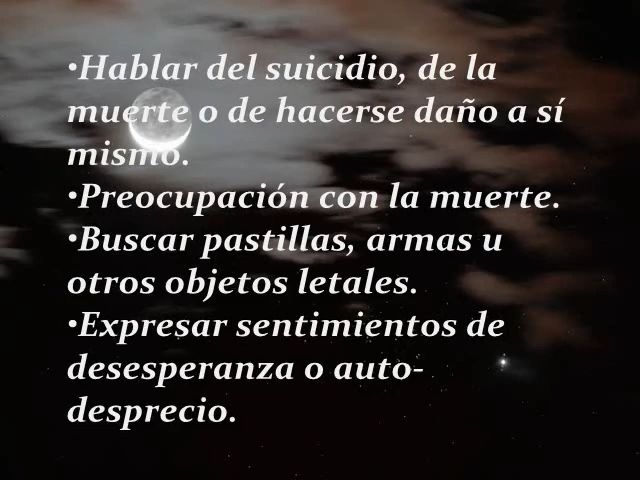 •Hablar del suicidio, de la
muerte o de hacerse daño a sí
mismo.
•Preocupación con la muerte.
•Buscar pastillas, armas u
otros objetos letales.
•Expresar sentimientos de
desesperanza o auto-
desprecio.